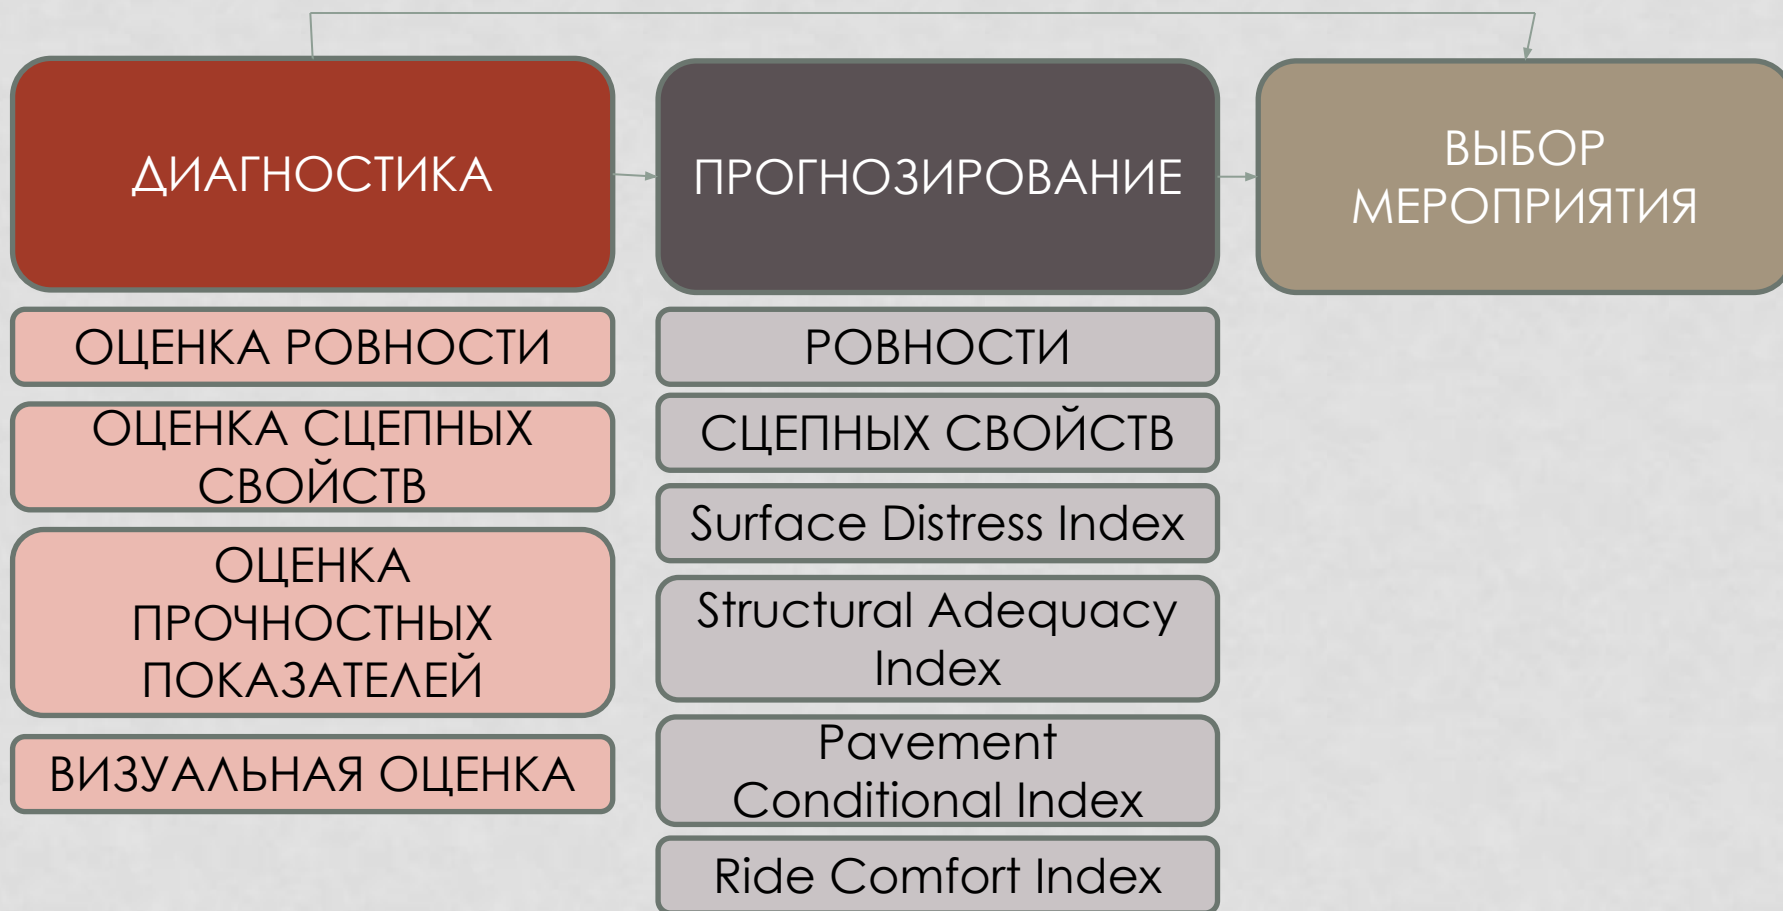 ДИАГНОСТИКА
ПРОГНОЗИРОВАНИЕ
ВЫБОР
МЕРОПРИЯТИЯ
ОЦЕНКА РОВНОСТИ
ОЦЕНКА СЦЕПНЫХ
СВОЙСТВ
ОЦЕНКА
ПРОЧНОСТНЫХ
ПОКАЗАТЕЛЕЙ
ВИЗУАЛЬНАЯ ОЦЕНКА
РОВНОСТИ
СЦЕПНЫХ СВОЙСТВ
Surface Distress Index
Structural Adequacy
Index
Pavement
Conditional Index
Ride Comfort Index